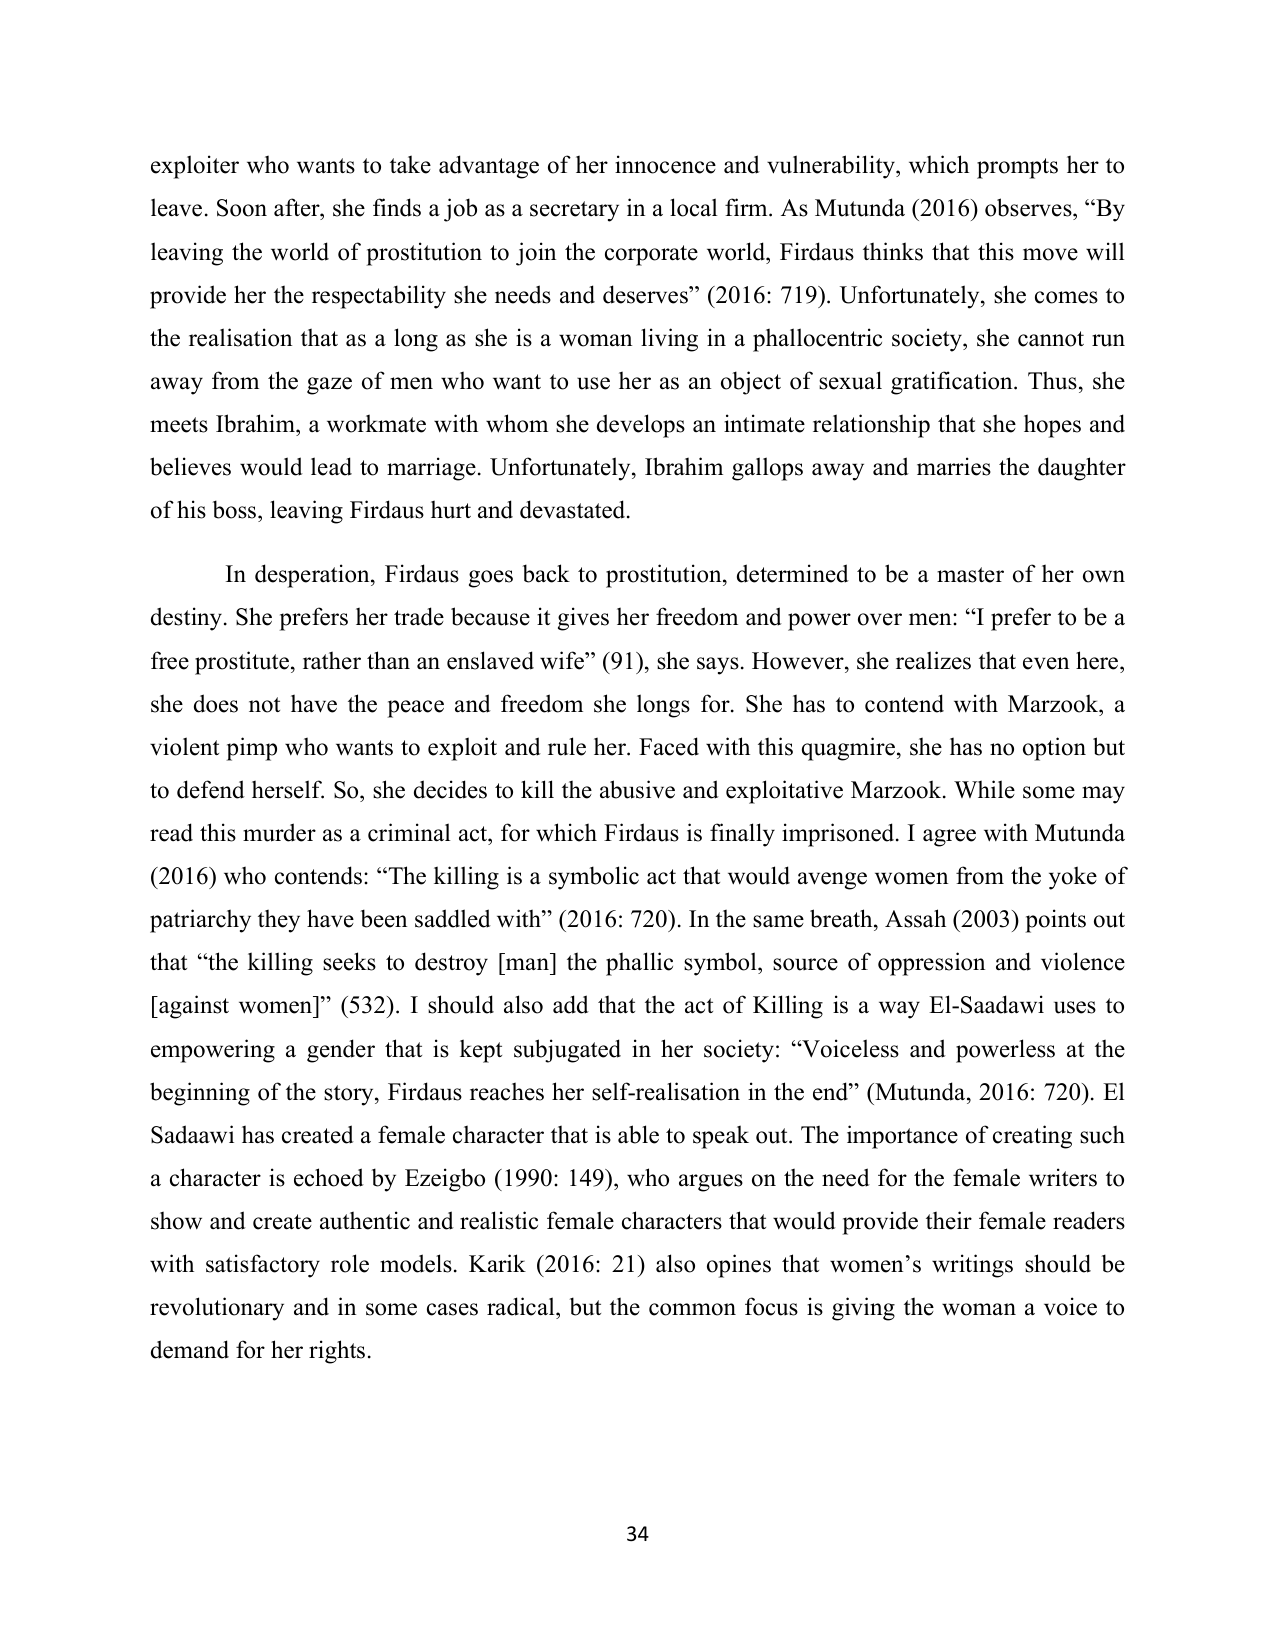 exploiter who wants to take advantage of her innocence and vulnerability, which prompts her to
leave. Soon after, she finds a job as a secretary in a local firm. As Mutunda (2016) observes, “By
leaving the world of prostitution to join the corporate world, Firdaus thinks that this move will
provide her the respectability she needs and deserves” (2016: 719). Unfortunately, she comes to
the realisation that as a long as she is a woman living in a phallocentric society, she cannot run
away from the gaze of men who want to use her as an object of sexual gratification. Thus, she
meets Ibrahim, a workmate with whom she develops an intimate relationship that she hopes and
believes would lead to marriage. Unfortunately, Ibrahim gallops away and marries the daughter
of his boss, leaving Firdaus hurt and devastated.
In desperation, Firdaus goes back to prostitution, determined to be a master of her own
destiny. She prefers her trade because it gives her freedom and power over men: “I prefer to be a
free prostitute, rather than an enslaved wife” (91), she says. However, she realizes that even here,
she does not have the peace and freedom she longs for. She has to contend with Marzook, a
violent pimp who wants to exploit and rule her. Faced with this quagmire, she has no option but
to defend herself. So, she decides to kill the abusive and exploitative Marzook. While some may
read this murder as a criminal act, for which Firdaus is finally imprisoned. I agree with Mutunda
(2016) who contends: “The killing is a symbolic act that would avenge women from the yoke of
patriarchy they have been saddled with” (2016: 720). In the same breath, Assah (2003) points out
that “the killing seeks to destroy [man] the phallic symbol, source of oppression and violence
[against women]” (532). I should also add that the act of Killing is a way El-Saadawi uses to
empowering a gender that is kept subjugated in her society: “Voiceless and powerless at the
beginning of the story, Firdaus reaches her self-realisation in the end” (Mutunda, 2016: 720). El
Sadaawi has created a female character that is able to speak out. The importance of creating such
a character is echoed by Ezeigbo (1990: 149), who argues on the need for the female writers to
show and create authentic and realistic female characters that would provide their female readers
with satisfactory role models. Karik (2016: 21) also opines that women’s writings should be
revolutionary and in some cases radical, but the common focus is giving the woman a voice to
demand for her rights.
34